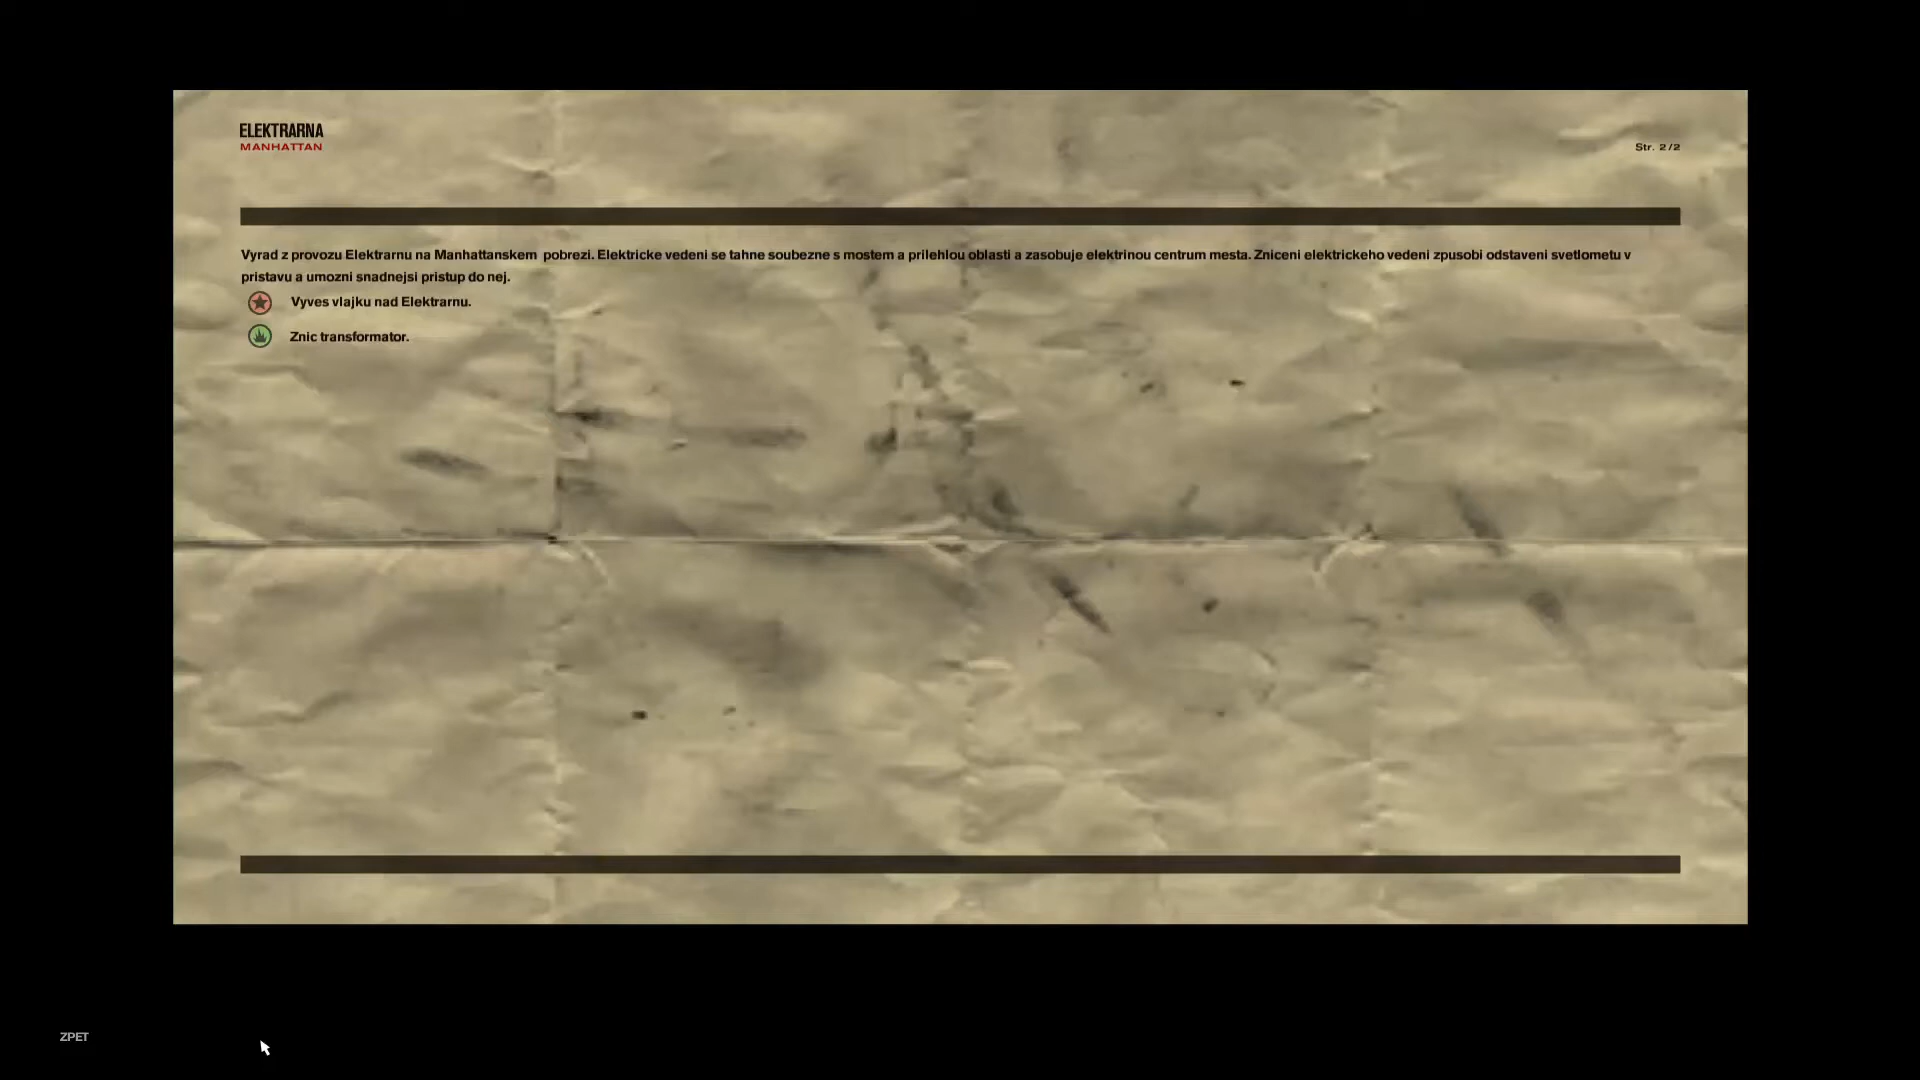 ELEKTRARNA
MANHATTAN
Str. 2/2
Vyrad z provozu Elektrarnu na Manhattanskem pobrezi. Elektricke vedeni se tahne soubezne s mostem a prilehlou oblasti a zasobuje elektrinou centrum mesta. Zniceni elektrickeho vedeni zpusobi odstaveni svetlometu v
pristavu a umozni snadnejsi pristup do nej.
Vyves vlajku nad Elektrarnu.
Znic transformator.
ZPET